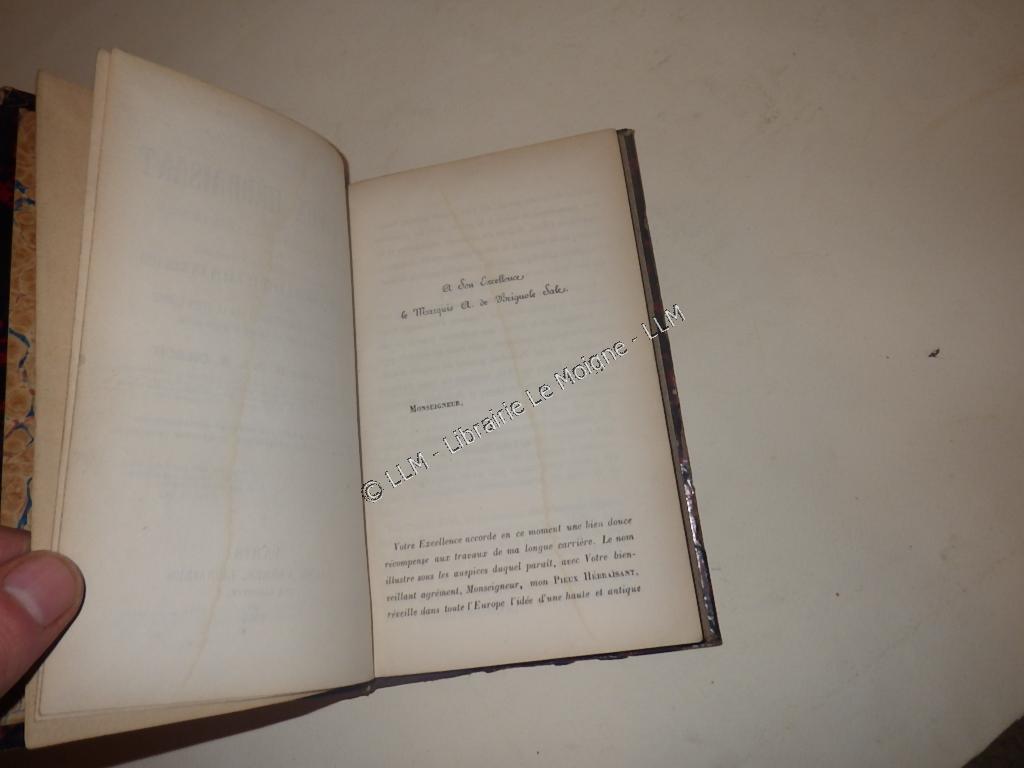 A Son Excellence
le Marquis A. de Brignole Sale.
Monseigneur,
© LLM - Librairie Le Moigne - LLM
Votre Excellence accorde en ce moment une bien douce
récompense aux travaux de ma longue carrière. Le nom
illustre sous les auspices duquel paraît, avec Votre bien-
veillant agrément, Monseigneur, mon Pieux Hébraïsant,
réveille dans toute l'Europe l'idée d'une haute et antique